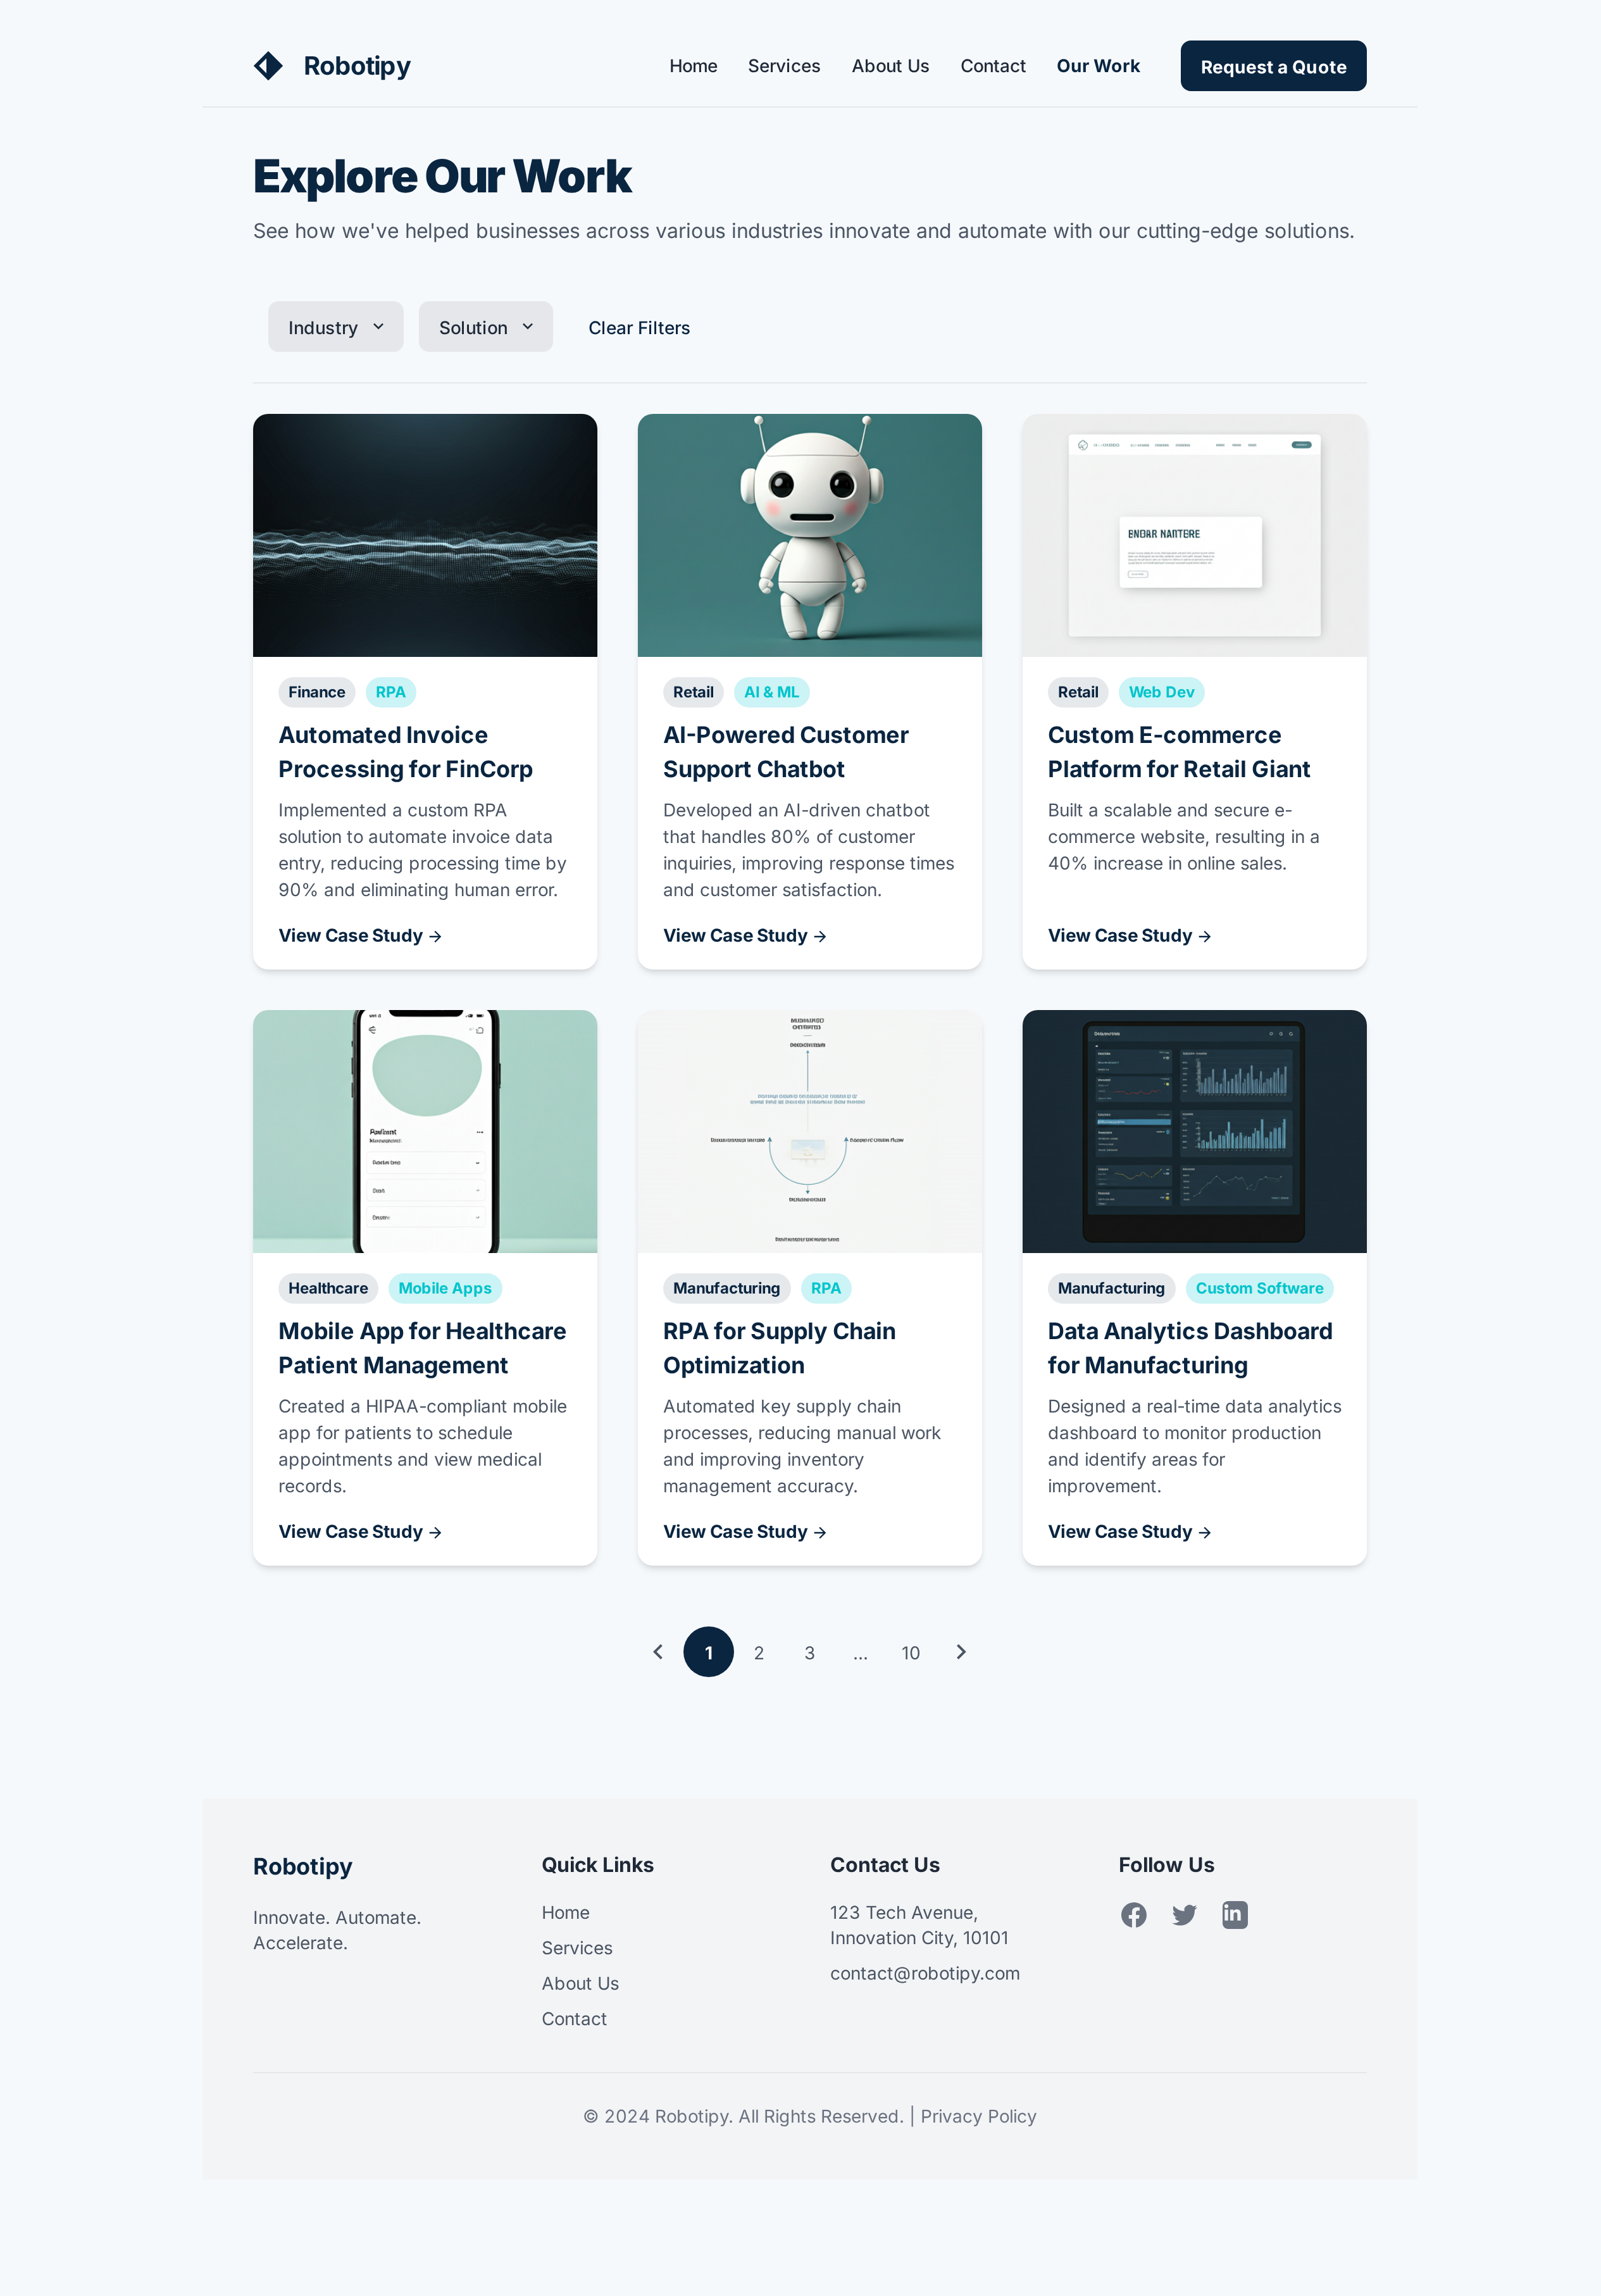 Robotipy
Home
Services
About Us
Contact
Our Work
Request a Quote
Explore Our Work
See how we've helped businesses across various industries innovate and automate with our cutting-edge solutions.
Industry
Solution
Clear Filters
Finance
RPA
Automated Invoice
Processing for FinCorp
Implemented a custom RPA
solution to automate invoice data
entry, reducing processing time by
90% and eliminating human error.
View Case Study →
Retail
AI & ML
AI-Powered Customer
Support Chatbot
Developed an AI-driven chatbot
that handles 80% of customer
inquiries, improving response times
and customer satisfaction.
View Case Study →
ENDAR NANTERE
Retail
Web Dev
Custom E-commerce
Platform for Retail Giant
Built a scalable and secure e-
commerce website, resulting in a
40% increase in online sales.
View Case Study →
Healthcare
Mobile Apps
Mobile App for Healthcare
Patient Management
Created a HIPAA-compliant mobile
app for patients to schedule
appointments and view medical
records.
View Case Study →
Manufacturing
RPA
RPA for Supply Chain
Optimization
Automated key supply chain
processes, reducing manual work
and improving inventory
management accuracy.
View Case Study →
Manufacturing
Custom Software
Data Analytics Dashboard
for Manufacturing
Designed a real-time data analytics
dashboard to monitor production
and identify areas for
improvement.
View Case Study →
1 2 3 ... 10
Robotipy
Innovate. Automate.
Accelerate.
Quick Links
Home
Services
About Us
Contact
Contact Us
123 Tech Avenue,
Innovation City, 10101
contact@robotipy.com
Follow Us
© 2024 Robotipy. All Rights Reserved. | Privacy Policy